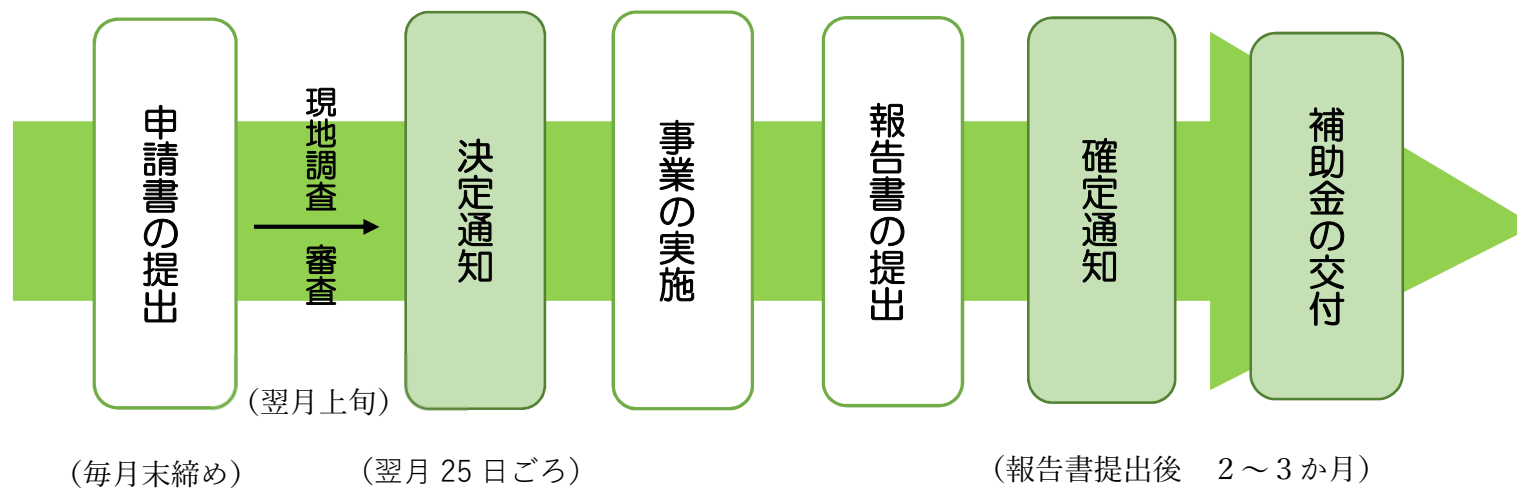 申請書の提出
現地調査
審査
決定通知
事業の実施
報告書の提出
確定通知
補助金の交付
（翌月上旬）
（毎月末締め）
（翌月 25 日ごろ）
（報告書提出後　２～３か月）